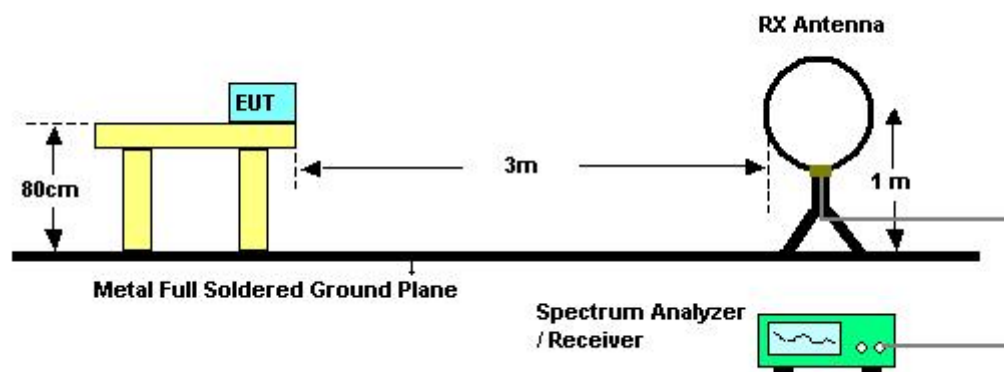 RX Antenna
EUT
3m
80cm
1 m
Metal Full Soldered Ground Plane
Spectrum Analyzer
/ Receiver